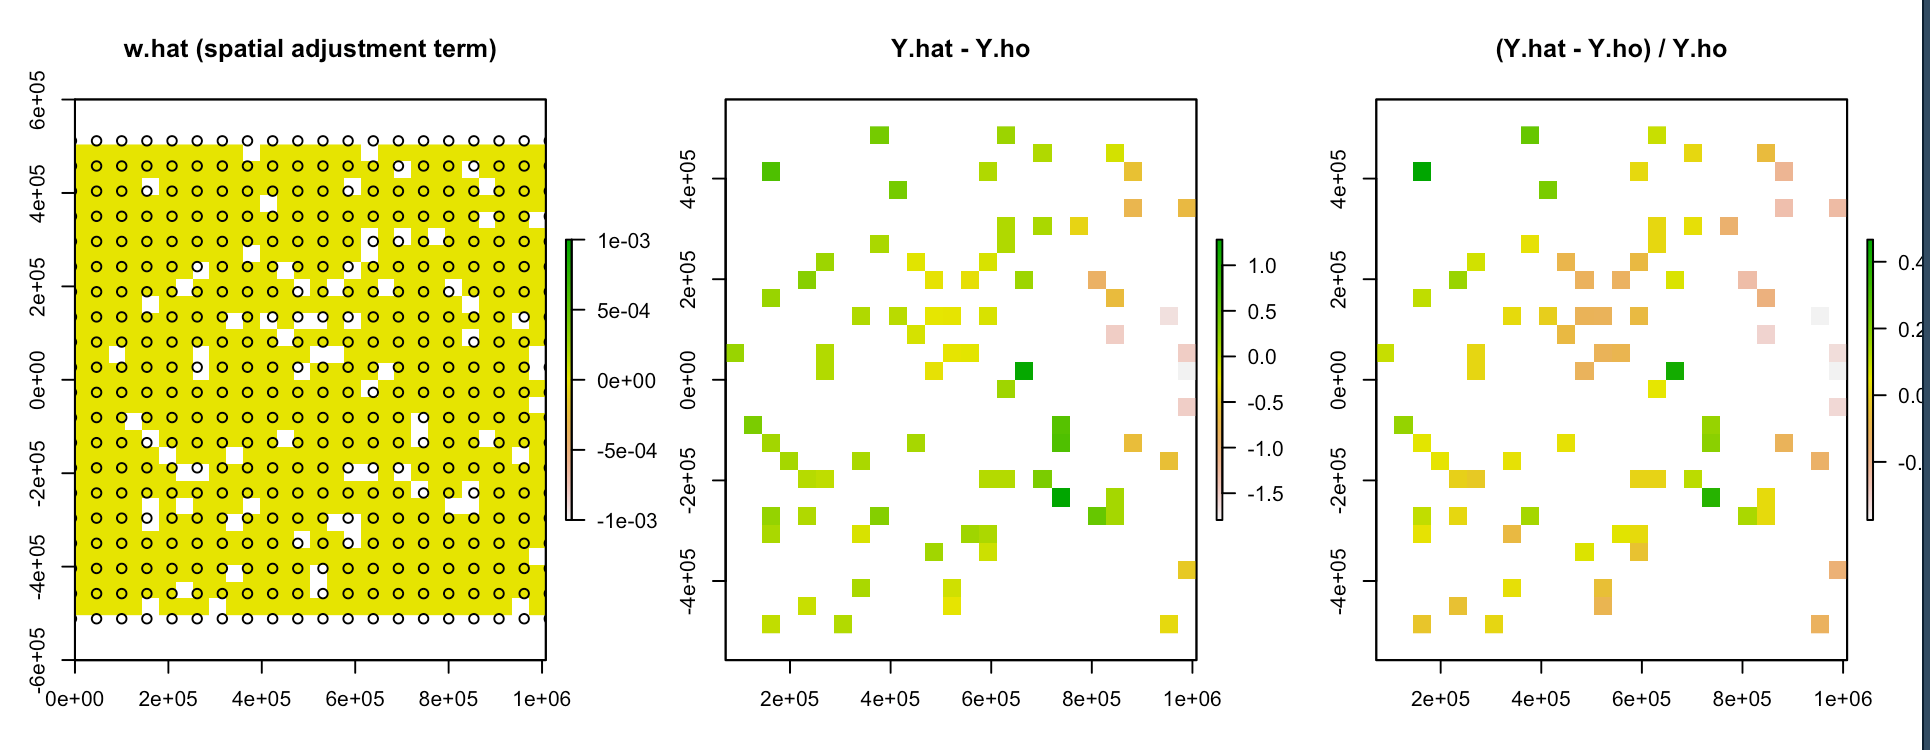 w.hat (spatial adjustment term)
6e+05
4e+05
2e+05
0e+00
-2e+05
-4e+05
-6e+05
0e+00 2e+05 4e+05 6e+05 8e+05 1e+06
1e-03
5e-04
0e+00
-5e-04
-1e-03
Y.hat - Y.ho
4e+05
2e+05
0e+00
-2e+05
-4e+05
2e+05 4e+05 6e+05 8e+05 1e+06
1.0
0.5
0.0
-0.5
-1.0
-1.5
(Y.hat - Y.ho) / Y.ho
4e+05
2e+05
0e+00
-2e+05
-4e+05
2e+05 4e+05 6e+05 8e+05 1e+06
0.4
0.2
0.0
-0.